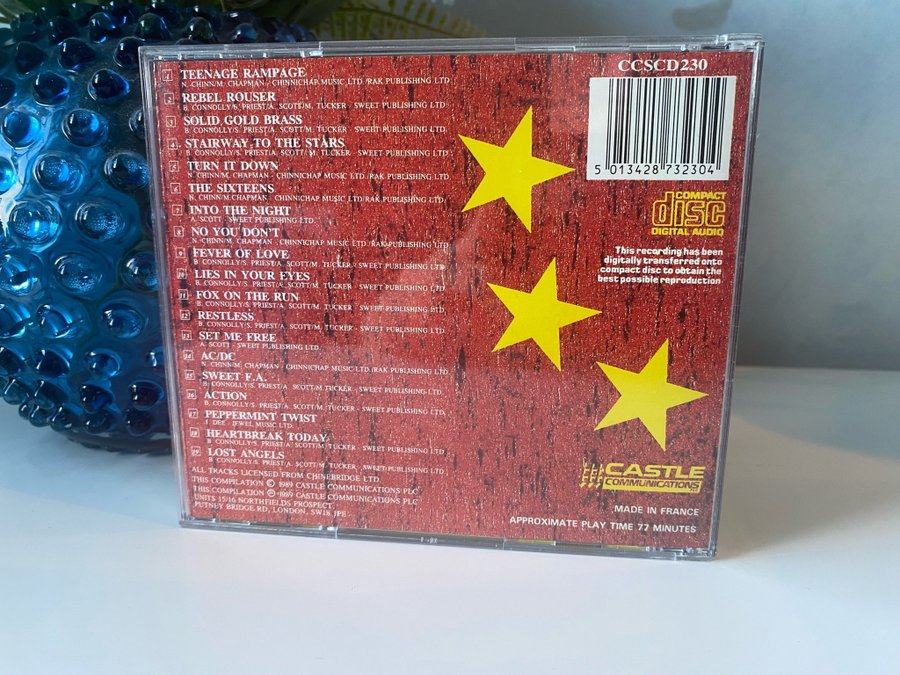 1 TEENAGE RAMPAGE
N. CHINN/M. CHAPMAN - CHINNICHAP MUSIC LTD./RAK PUBLISHING LTD.
2 REBEL ROUSER
B. CONNOLLY/S. PRIEST/A. SCOTT/M. TUCKER - SWEET PUBLISHING LTD.
3 SOLID GOLD BRASS
B. CONNOLLY/S. PRIEST/A. SCOTT/M. TUCKER - SWEET PUBLISHING LTD.
4 STAIRWAY TO THE STARS
B. CONNOLLY/S. PRIEST/A. SCOTT/M. TUCKER - SWEET PUBLISHING LTD.
5 TURN IT DOWN
N. CHINN/M. CHAPMAN - CHINNICHAP MUSIC LTD./RAK PUBLISHING LTD.
6 THE SIXTEENS
N. CHINN/M. CHAPMAN - CHINNICHAP MUSIC LTD./RAK PUBLISHING LTD.
7 INTO THE NIGHT
A. SCOTT - SWEET PUBLISHING LTD.
8 NO YOU DON'T
N. CHINN/M. CHAPMAN - CHINNICHAP MUSIC LTD./RAK PUBLISHING LTD.
9 FEVER OF LOVE
B. CONNOLLY/S. PRIEST/A. SCOTT/M. TUCKER - SWEET PUBLISHING LTD.
10 LIES IN YOUR EYES
B. CONNOLLY/S. PRIEST/A. SCOTT/M. TUCKER - SWEET PUBLISHING LTD.
11 FOX ON THE RUN
B. CONNOLLY/S. PRIEST/A. SCOTT/M. TUCKER - SWEET PUBLISHING LTD.
12 RESTLESS
B. CONNOLLY/S. PRIEST/A. SCOTT/M. TUCKER - SWEET PUBLISHING LTD.
13 SET ME FREE
A. SCOTT - SWEET PUBLISHING LTD.
14 AC/DC
N. CHINN/M. CHAPMAN - CHINNICHAP MUSIC LTD./RAK PUBLISHING LTD.
15 SWEET F.A.
B. CONNOLLY/S. PRIEST/A. SCOTT/M. TUCKER - SWEET PUBLISHING LTD.
16 ACTION
B. CONNOLLY/S. PRIEST/A. SCOTT/M. TUCKER - SWEET PUBLISHING LTD.
17 PEPPERMINT TWIST
J. DEE - JEWEL MUSIC LTD.
18 HEARTBREAK TODAY
B. CONNOLLY/S. PRIEST/A. SCOTT/M. TUCKER - SWEET PUBLISHING LTD.
19 LOST ANGELS
B. CONNOLLY/S. PRIEST/A. SCOTT/M. TUCKER - SWEET PUBLISHING LTD.
ALL TRACKS LICENSED FROM CHINEBRIDGE LTD
THIS COMPILATION © 1989 CASTLE COMMUNICATIONS PLC
THIS COMPILATION ℗ 1989 CASTLE COMMUNICATIONS PLC
UNITS 15/16 NORTHFIELDS PROSPECT
PUTNEY BRIDGE RD, LONDON, SW18 1PE
CCSCD230
5 013428 732304
COMPACT
disc
DIGITAL AUDIO
This recording has been
digitally transferred onto
compact disc to obtain the
best possible reproduction
CASTLE
COMMUNICATIONS
MADE IN FRANCE
APPROXIMATE PLAY TIME 77 MINUTES